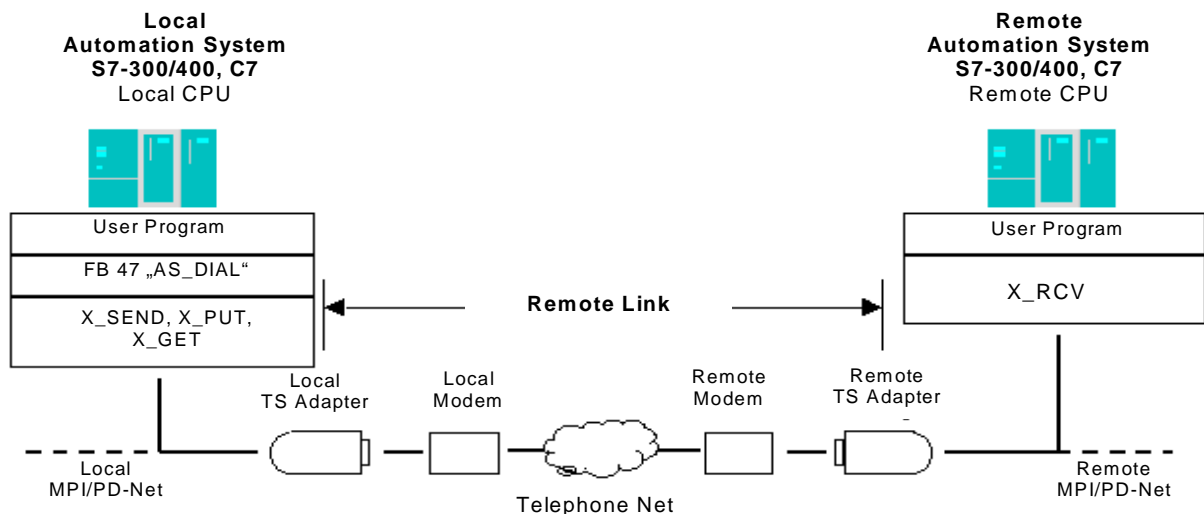 Local
Automation System
S7-300/400, C7
Local CPU
Remote
Automation System
S7-300/400, C7
Remote CPU
User Program
FB 47 „AS_DIAL“
X_SEND, X_PUT,
X_GET
User Program
X_RCV
Remote Link
Local
TS Adapter
Local
Modem
Remote
Modem
Remote
TS Adapter
Local
MPI/PD-Net
Telephone Net
Remote
MPI/PD-Net